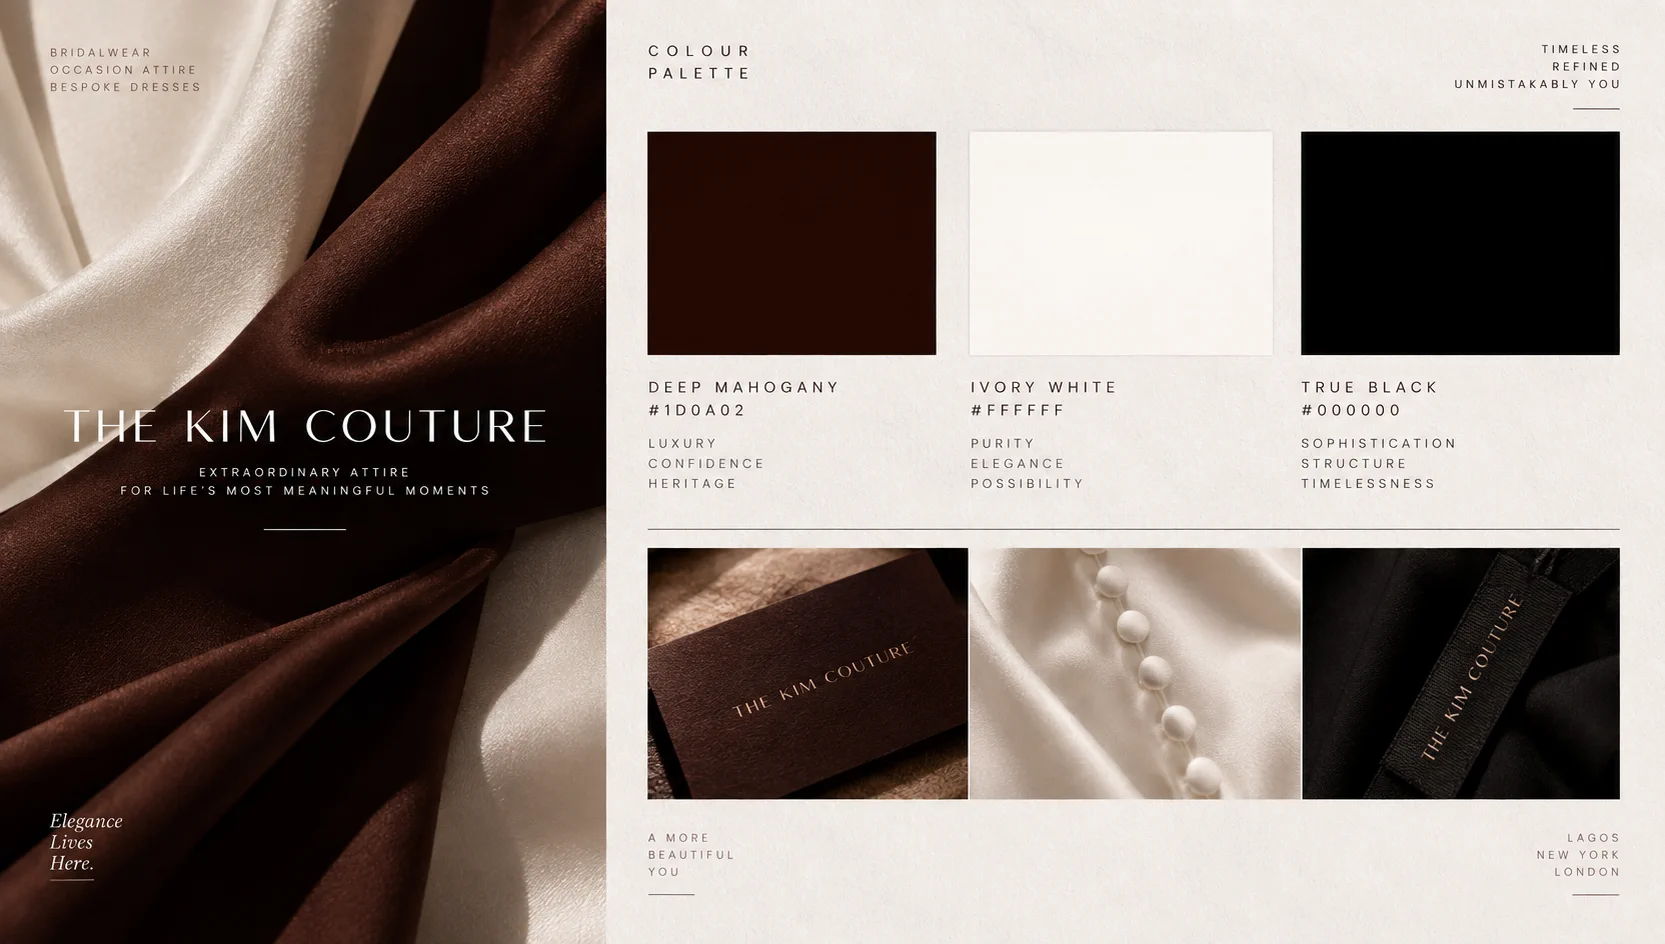 BRIDALWEAR
OCCASION ATTIRE
BESPOKE DRESSES
THE KIM COUTURE
EXTRAORDINARY ATTIRE
FOR LIFE'S MOST MEANINGFUL MOMENTS
Elegance
Lives
Here.
COLOUR
PALETTE
TIMELESS
REFINED
UNMISTAKABLY YOU
DEEP MAHOGANY
#1D0A02
LUXURY
CONFIDENCE
HERITAGE
IVORY WHITE
#FFFFFF
PURITY
ELEGANCE
POSSIBILITY
TRUE BLACK
#000000
SOPHISTICATION
STRUCTURE
TIMELESSNESS
THE KIM COUTURE
THE KIM COUTURE
A MORE
BEAUTIFUL
YOU
LAGOS
NEW YORK
LONDON